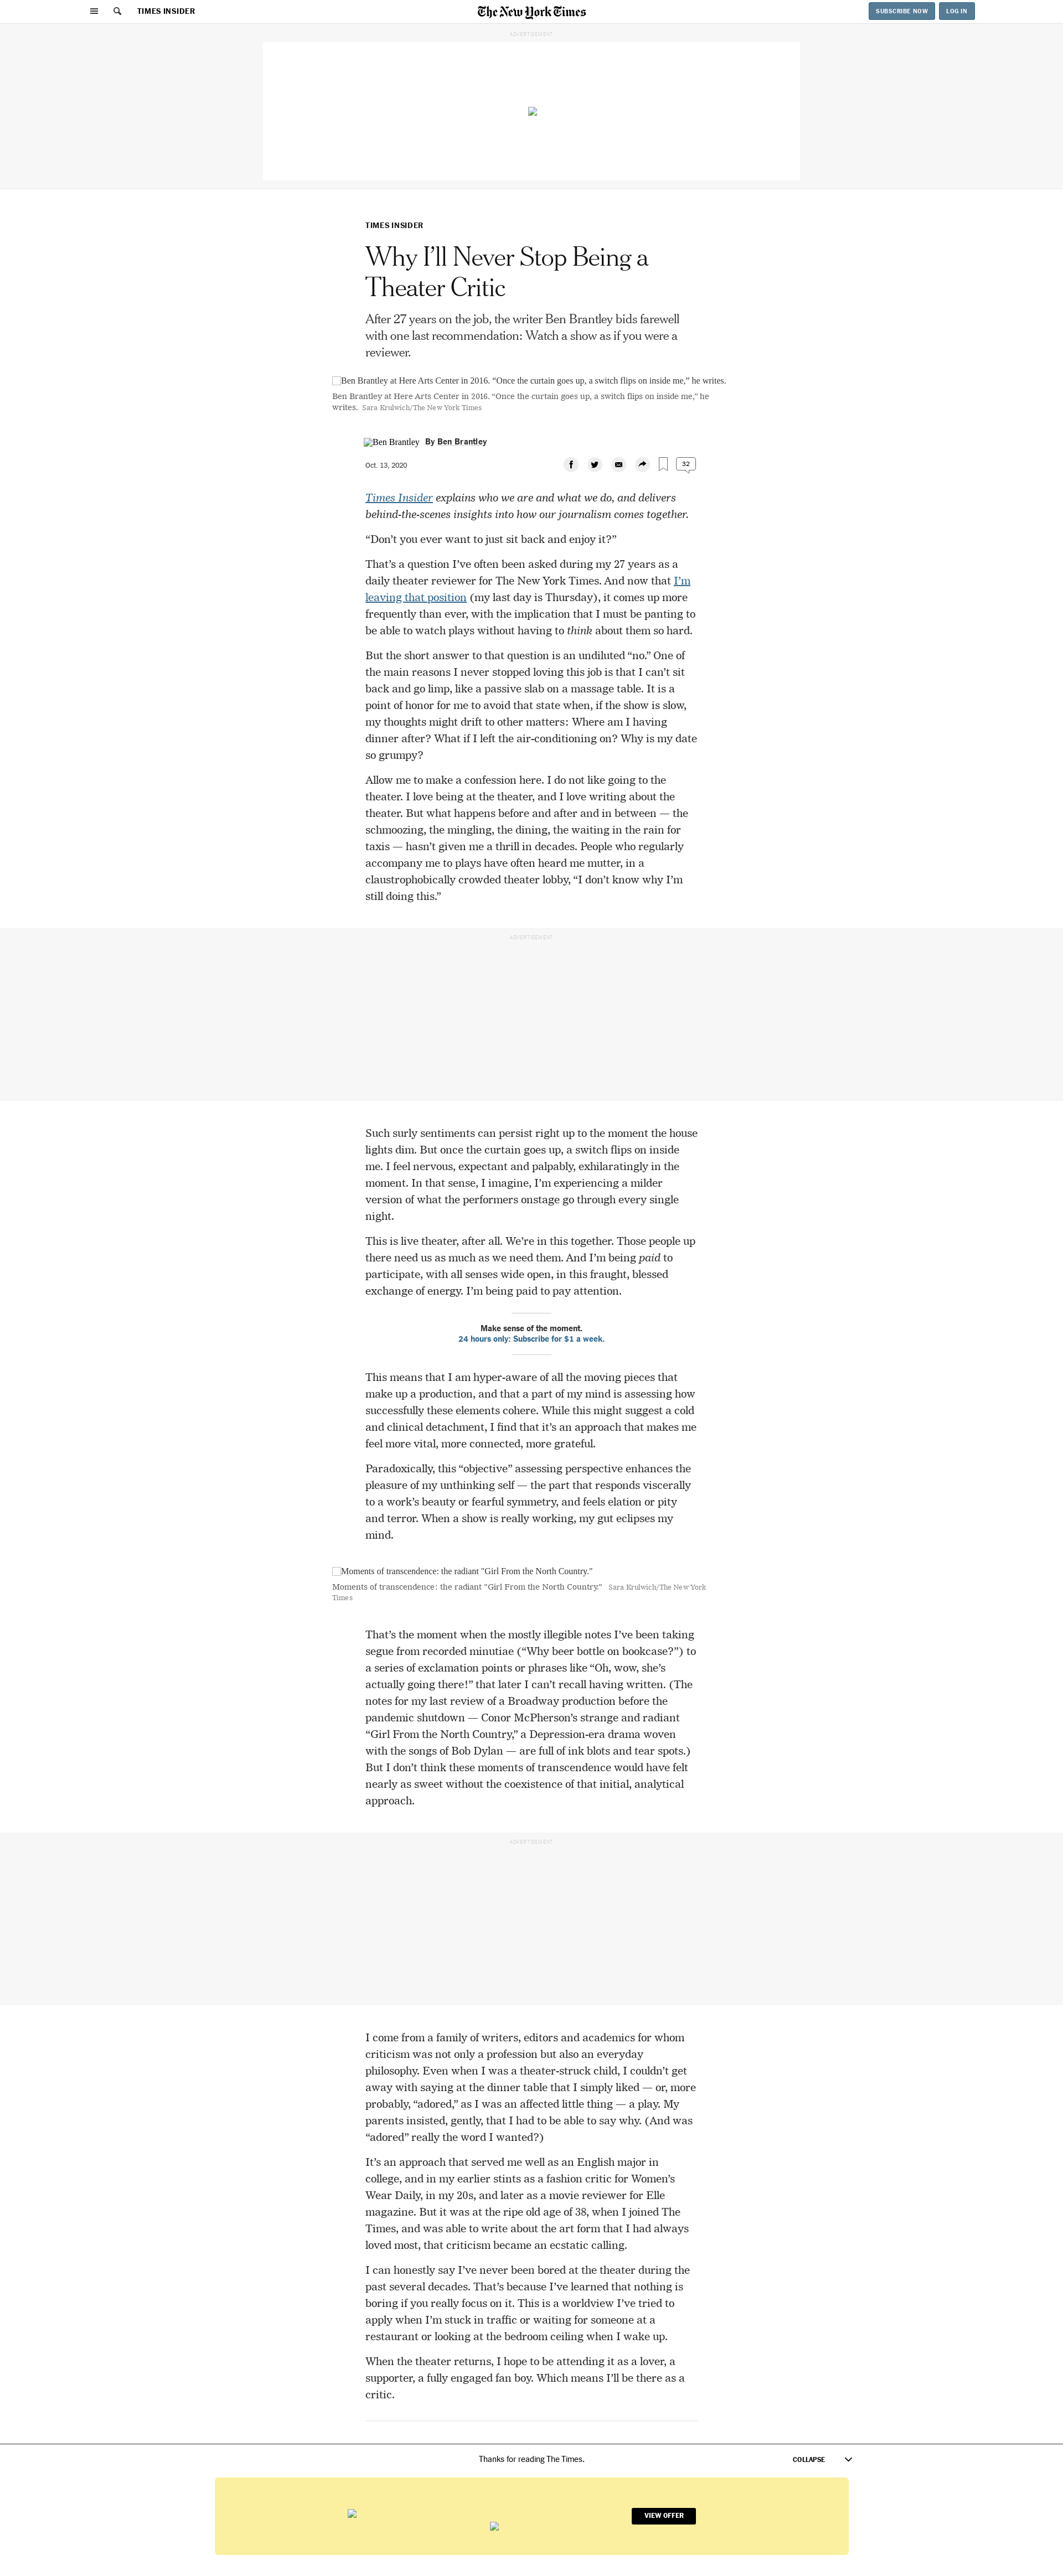 TIMES INSIDER
The New York Times
SUBSCRIBE NOW
LOG IN
ADVERTISEMENT
TIMES INSIDER
Why I’ll Never Stop Being a
Theater Critic
After 27 years on the job, the writer Ben Brantley bids farewell
with one last recommendation: Watch a show as if you were a
reviewer.
Ben Brantley at Here Arts Center in 2016. “Once the curtain goes up, a switch flips on inside me,” he writes.
Ben Brantley at Here Arts Center in 2016. “Once the curtain goes up, a switch flips on inside me,” he
writes. Sara Krulwich/The New York Times
Ben Brantley
By Ben Brantley
Oct. 13, 2020
32
Times Insider explains who we are and what we do, and delivers
behind-the-scenes insights into how our journalism comes together.
“Don’t you ever want to just sit back and enjoy it?”
That’s a question I’ve often been asked during my 27 years as a
daily theater reviewer for The New York Times. And now that I’m
leaving that position (my last day is Thursday), it comes up more
frequently than ever, with the implication that I must be panting to
be able to watch plays without having to think about them so hard.
But the short answer to that question is an undiluted “no.” One of
the main reasons I never stopped loving this job is that I can’t sit
back and go limp, like a passive slab on a massage table. It is a
point of honor for me to avoid that state when, if the show is slow,
my thoughts might drift to other matters: Where am I having
dinner after? What if I left the air-conditioning on? Why is my date
so grumpy?
Allow me to make a confession here. I do not like going to the
theater. I love being at the theater, and I love writing about the
theater. But what happens before and after and in between — the
schmoozing, the mingling, the dining, the waiting in the rain for
taxis — hasn’t given me a thrill in decades. People who regularly
accompany me to plays have often heard me mutter, in a
claustrophobically crowded theater lobby, “I don’t know why I’m
still doing this.”
ADVERTISEMENT
Such surly sentiments can persist right up to the moment the house
lights dim. But once the curtain goes up, a switch flips on inside
me. I feel nervous, expectant and palpably, exhilaratingly in the
moment. In that sense, I imagine, I’m experiencing a milder
version of what the performers onstage go through every single
night.
This is live theater, after all. We’re in this together. Those people up
there need us as much as we need them. And I’m being paid to
participate, with all senses wide open, in this fraught, blessed
exchange of energy. I’m being paid to pay attention.
Make sense of the moment.
24 hours only: Subscribe for $1 a week.
This means that I am hyper-aware of all the moving pieces that
make up a production, and that a part of my mind is assessing how
successfully these elements cohere. While this might suggest a cold
and clinical detachment, I find that it’s an approach that makes me
feel more vital, more connected, more grateful.
Paradoxically, this “objective” assessing perspective enhances the
pleasure of my unthinking self — the part that responds viscerally
to a work’s beauty or fearful symmetry, and feels elation or pity
and terror. When a show is really working, my gut eclipses my
mind.
Moments of transcendence: the radiant "Girl From the North Country."
Moments of transcendence: the radiant "Girl From the North Country." Sara Krulwich/The New York
Times
That’s the moment when the mostly illegible notes I’ve been taking
segue from recorded minutiae (“Why beer bottle on bookcase?”) to
a series of exclamation points or phrases like “Oh, wow, she’s
actually going there!” that later I can’t recall having written. (The
notes for my last review of a Broadway production before the
pandemic shutdown — Conor McPherson’s strange and radiant
“Girl From the North Country,” a Depression-era drama woven
with the songs of Bob Dylan — are full of ink blots and tear spots.)
But I don’t think these moments of transcendence would have felt
nearly as sweet without the coexistence of that initial, analytical
approach.
ADVERTISEMENT
I come from a family of writers, editors and academics for whom
criticism was not only a profession but also an everyday
philosophy. Even when I was a theater-struck child, I couldn’t get
away with saying at the dinner table that I simply liked — or, more
probably, “adored,” as I was an affected little thing — a play. My
parents insisted, gently, that I had to be able to say why. (And was
“adored” really the word I wanted?)
It’s an approach that served me well as an English major in
college, and in my earlier stints as a fashion critic for Women’s
Wear Daily, in my 20s, and later as a movie reviewer for Elle
magazine. But it was at the ripe old age of 38, when I joined The
Times, and was able to write about the art form that I had always
loved most, that criticism became an ecstatic calling.
I can honestly say I’ve never been bored at the theater during the
past several decades. That’s because I’ve learned that nothing is
boring if you really focus on it. This is a worldview I’ve tried to
apply when I’m stuck in traffic or waiting for someone at a
restaurant or looking at the bedroom ceiling when I wake up.
When the theater returns, I hope to be attending it as a lover, a
supporter, a fully engaged fan boy. Which means I’ll be there as a
critic.
Thanks for reading The Times.
COLLAPSE
VIEW OFFER